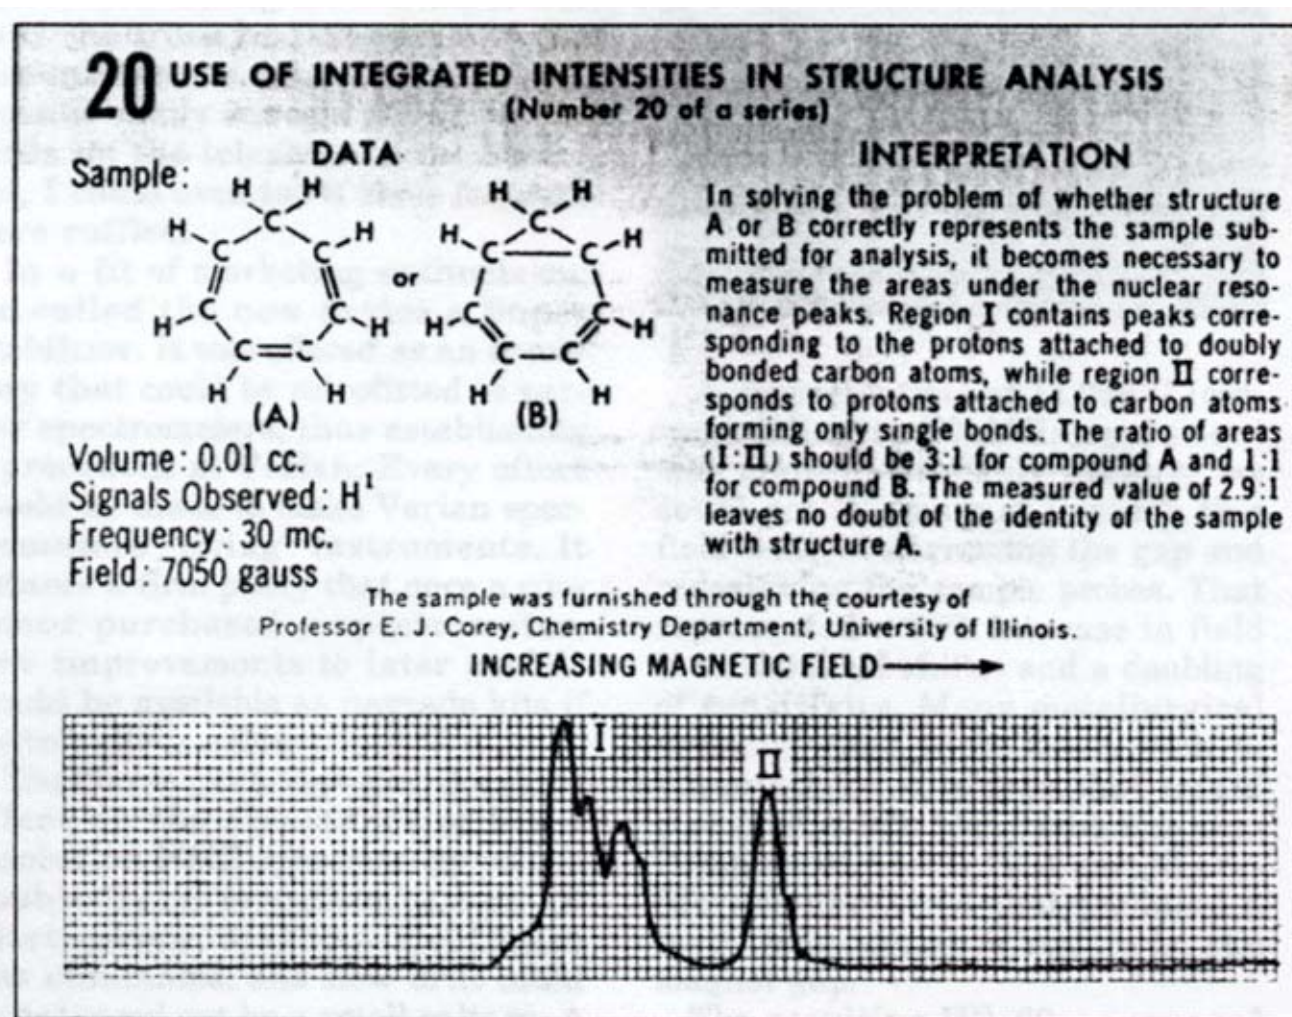 20 USE OF INTEGRATED INTENSITIES IN STRUCTURE ANALYSIS
(Number 20 of a series)
DATA
Sample:
H H
C
H C C H
or
H C C H
C=C
H H
(A)
H H
C
H C C H
H C C H
C C
H H
(B)
Volume: 0.01 cc.
Signals Observed: H¹
Frequency: 30 mc.
Field: 7050 gauss
INTERPRETATION
In solving the problem of whether structure
A or B correctly represents the sample sub-
mitted for analysis, it becomes necessary to
measure the areas under the nuclear reso-
nance peaks. Region I contains peaks corre-
sponding to the protons attached to doubly
bonded carbon atoms, while region II corre-
sponds to protons attached to carbon atoms
forming only single bonds. The ratio of areas
(I:II) should be 3:1 for compound A and 1:1
for compound B. The measured value of 2.9:1
leaves no doubt of the identity of the sample
with structure A.
The sample was furnished through the courtesy of
Professor E. J. Corey, Chemistry Department, University of Illinois.
INCREASING MAGNETIC FIELD
I
II